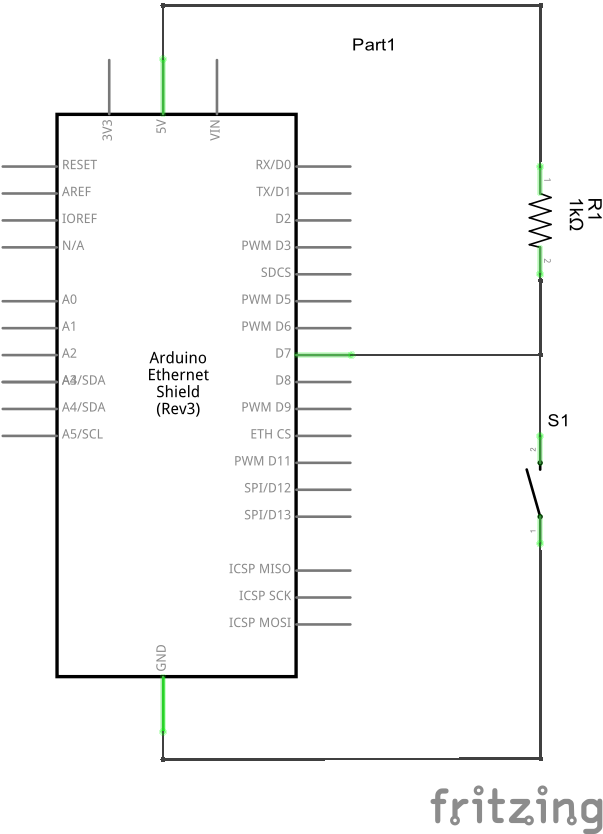 Part1
3V3
5V
VIN
RESET
AREF
IOREF
N/A
A0
A1
A2
A4/SDA
A5/SCL
RX/D0
TX/D1
D2
PWM D3
SDCS
PWM D5
PWM D6
D7
D8
PWM D9
ETH CS
PWM D11
SPI/D12
SPI/D13
ICSP MISO
ICSP SCK
ICSP MOSI
GND
Arduino
Ethernet
Shield
(Rev3)
1
R1
1kΩ
2
S1
2
1
fritzing